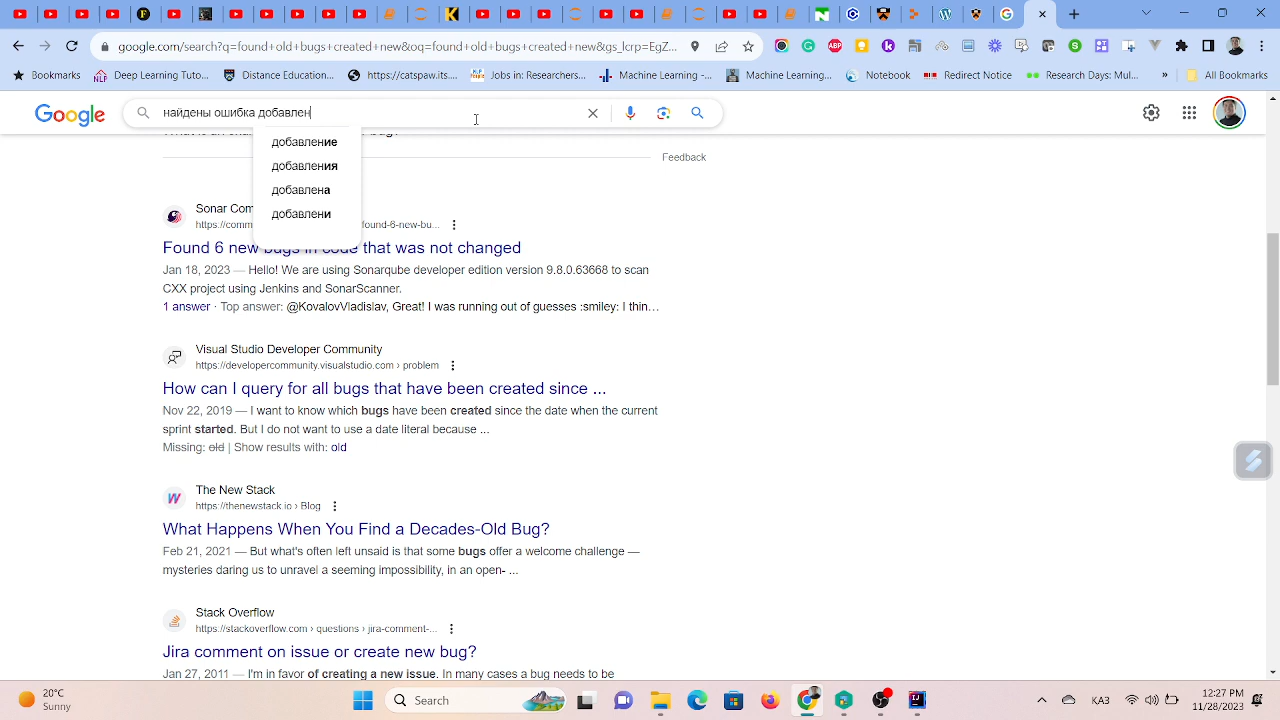 google.com/search?q=found+old+bugs+created+new&oq=found+old+bugs+created+new&gs_lcrp=EgZ...
Bookmarks
Deep Learning Tuto...
Distance Education...
https://catspaw.its....
Jobs in: Researchers...
Machine Learning -...
Machine Learning...
Notebook
Redirect Notice
Research Days: Mul...
»
All Bookmarks
Google
найдены ошибка добавлен
добавление
добавления
добавлена
добавлени
Feedback
Sonar Com
https://comm
found-6-new-bu...
Found 6 new bugs in code that was not changed
Jan 18, 2023 — Hello! We are using Sonarqube developer edition version 9.8.0.63668 to scan
CXX project using Jenkins and SonarScanner.
1 answer · Top answer: @KovalovVladislav, Great! I was running out of guesses :smiley: I thin…
Visual Studio Developer Community
https://developercommunity.visualstudio.com › problem
How can I query for all bugs that have been created since ...
Nov 22, 2019 — I want to know which bugs have been created since the date when the current
sprint started. But I do not want to use a date literal because ...
Missing: old | Show results with: old
The New Stack
https://thenewstack.io › Blog
What Happens When You Find a Decades-Old Bug?
Feb 21, 2021 — But what's often left unsaid is that some bugs offer a welcome challenge —
mysteries daring us to unravel a seeming impossibility, in an open- ...
Stack Overflow
https://stackoverflow.com › questions › jira-comment-...
Jira comment on issue or create new bug?
Jan 27, 2011 — I'm in favor of creating a new issue. In many cases a bug needs to be
20°C
Sunny
Search
КАЗ
12:27 PM
11/28/2023